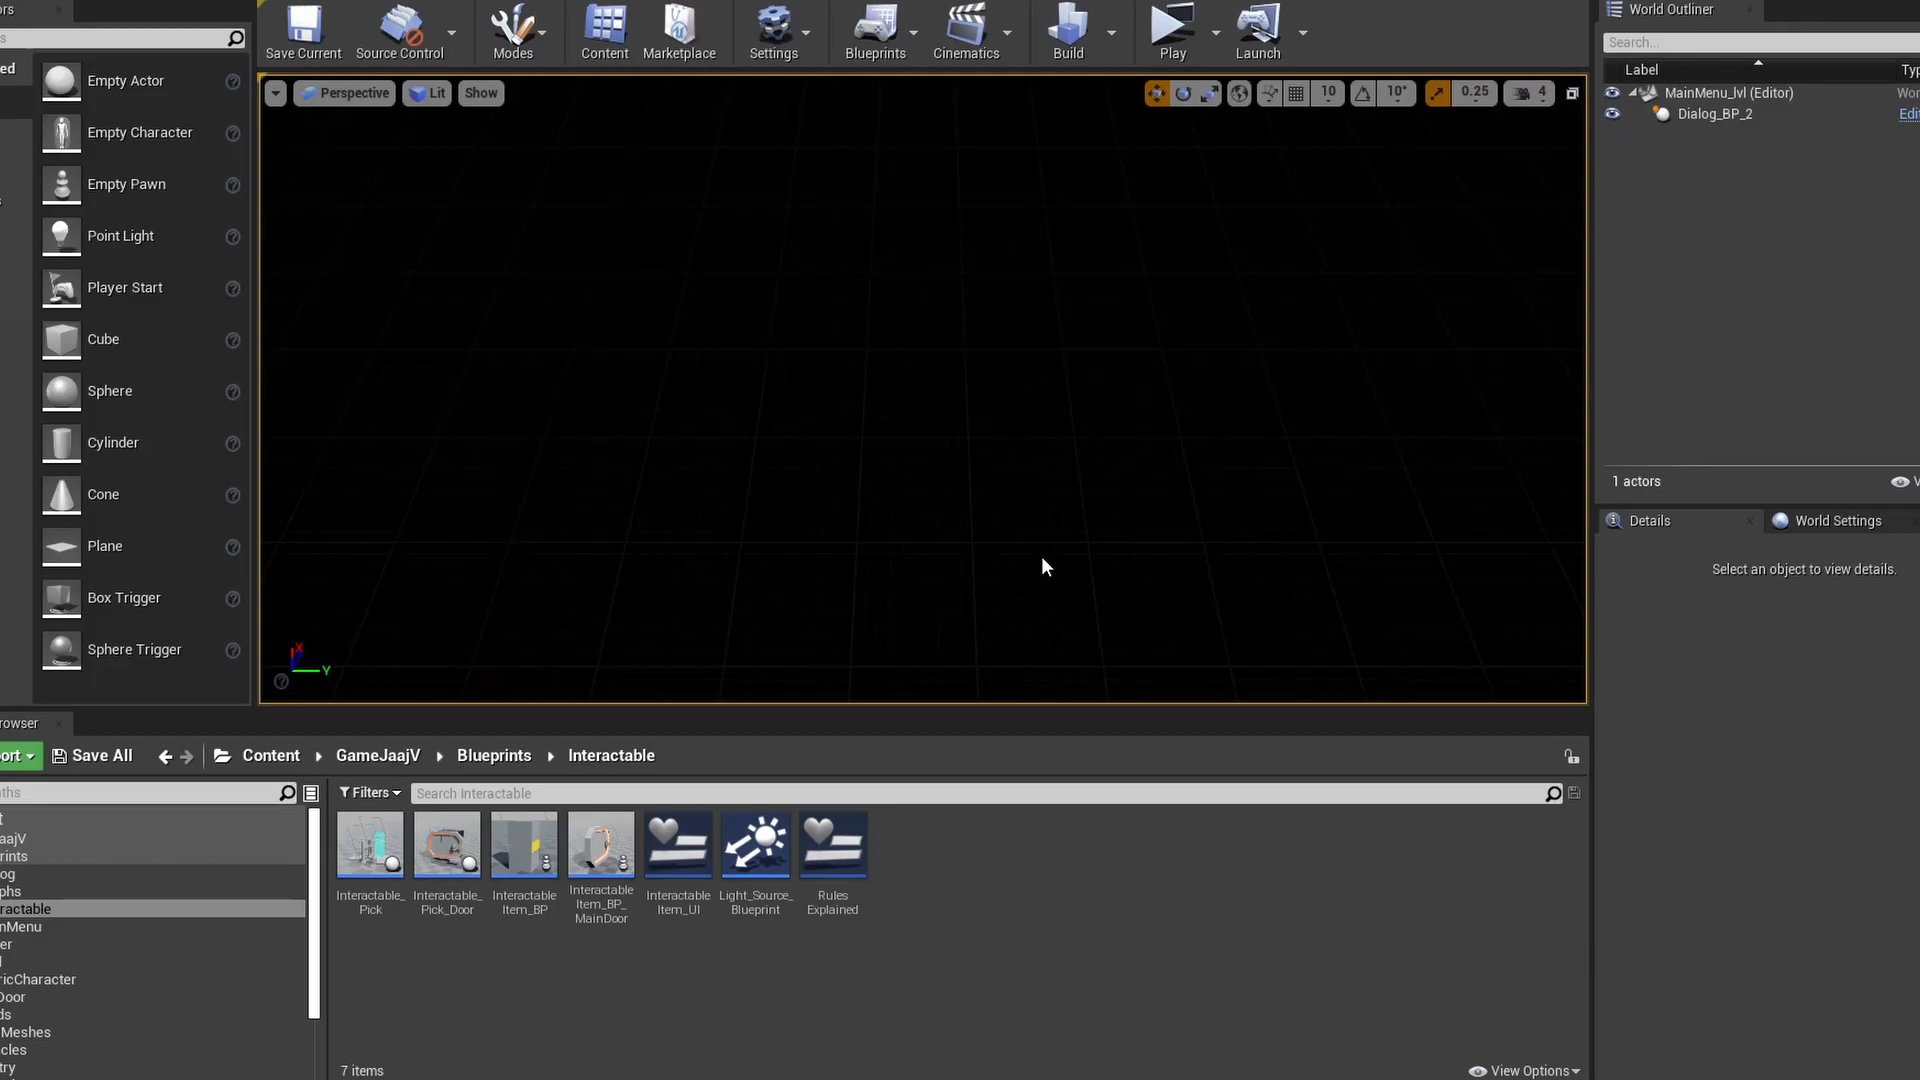 ors
Save Current
Source Control
Modes
Content
Marketplace
Settings
Blueprints
Cinematics
Build
Play
Launch
World Outliner
s
Search...
ed
Label
Typ
Empty Actor
Perspective
Lit
Show
10
10°
0.25
4
MainMenu_lvl (Editor)
Wor
Dialog_BP_2
Edi
Empty Character
Empty Pawn
Point Light
Player Start
Cube
Sphere
Cylinder
Cone
Plane
Box Trigger
Sphere Trigger
X
Y
1 actors
V
Details
World Settings
Select an object to view details.
rowser
ort
Save All
Content
GameJaajV
Blueprints
Interactable
ths
Filters
Search Interactable
t
aajV
rints
og
phs
ractable
nMenu
er
l
ricCharacter
Door
ds
Meshes
cles
try
Interactable_
Pick
Interactable_
Pick_Door
Interactable
Item_BP
Interactable
Item_BP_
MainDoor
Interactable
Item_UI
Light_Source_
Blueprint
Rules
Explained
7 items
View Options